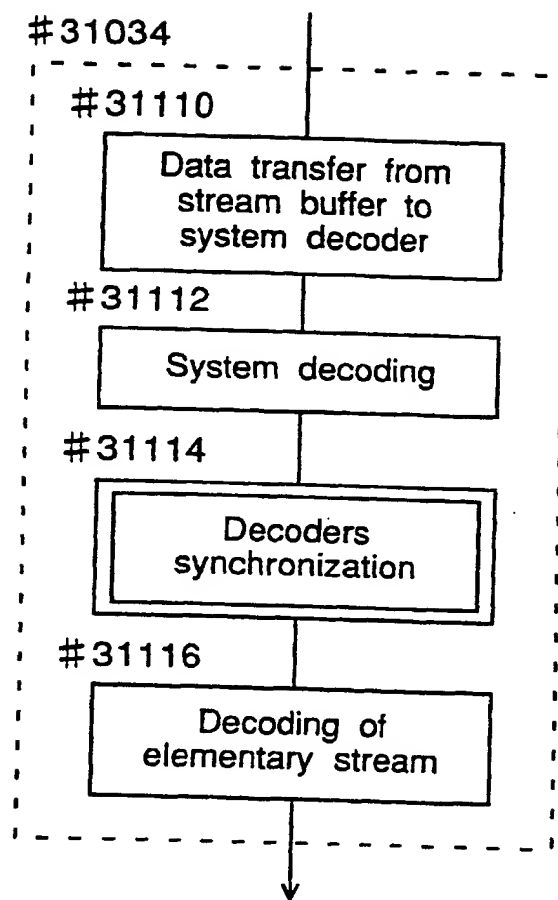 #31034
#31110
Data transfer from
stream buffer to
system decoder
#31112
System decoding
#31114
Decoders
synchronization
#31116
Decoding of
elementary stream